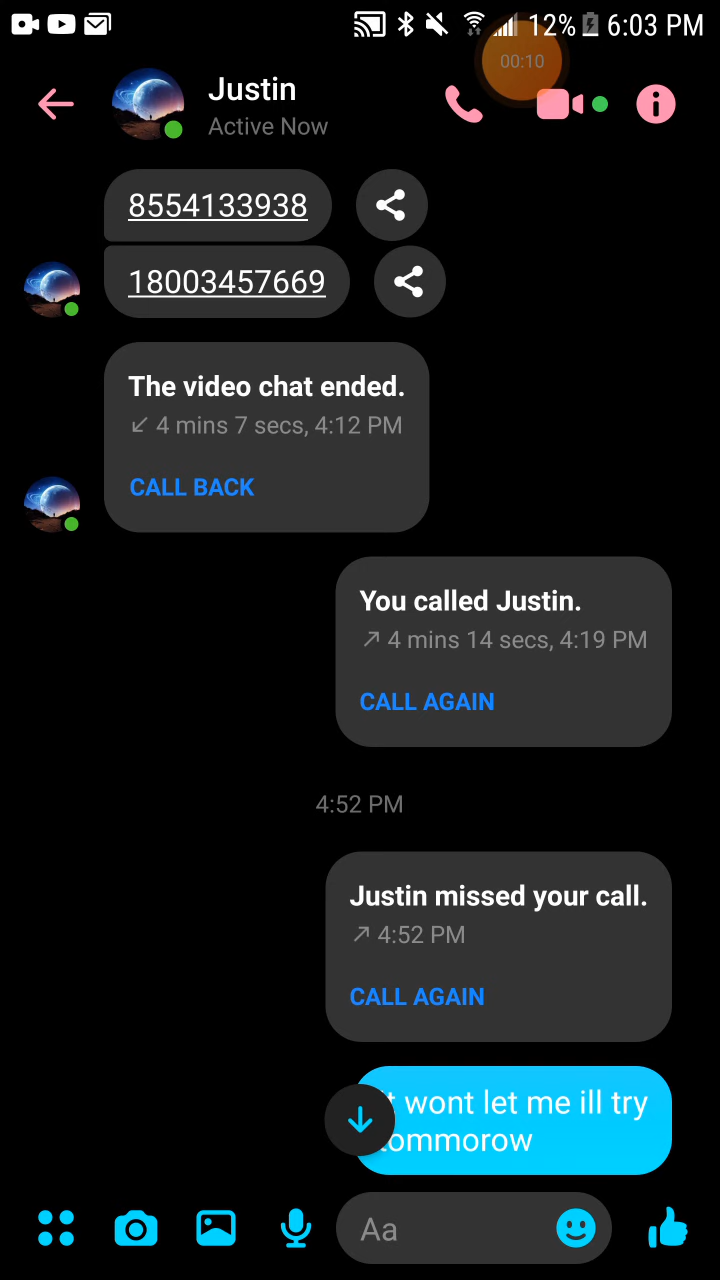 12% 6:03 PM
00:10
Justin
Active Now
8554133938
18003457669
The video chat ended.
↙ 4 mins 7 secs, 4:12 PM
CALL BACK
You called Justin.
↗ 4 mins 14 secs, 4:19 PM
CALL AGAIN
4:52 PM
Justin missed your call.
↗ 4:52 PM
CALL AGAIN
wont let me ill try
tommorow
Aa